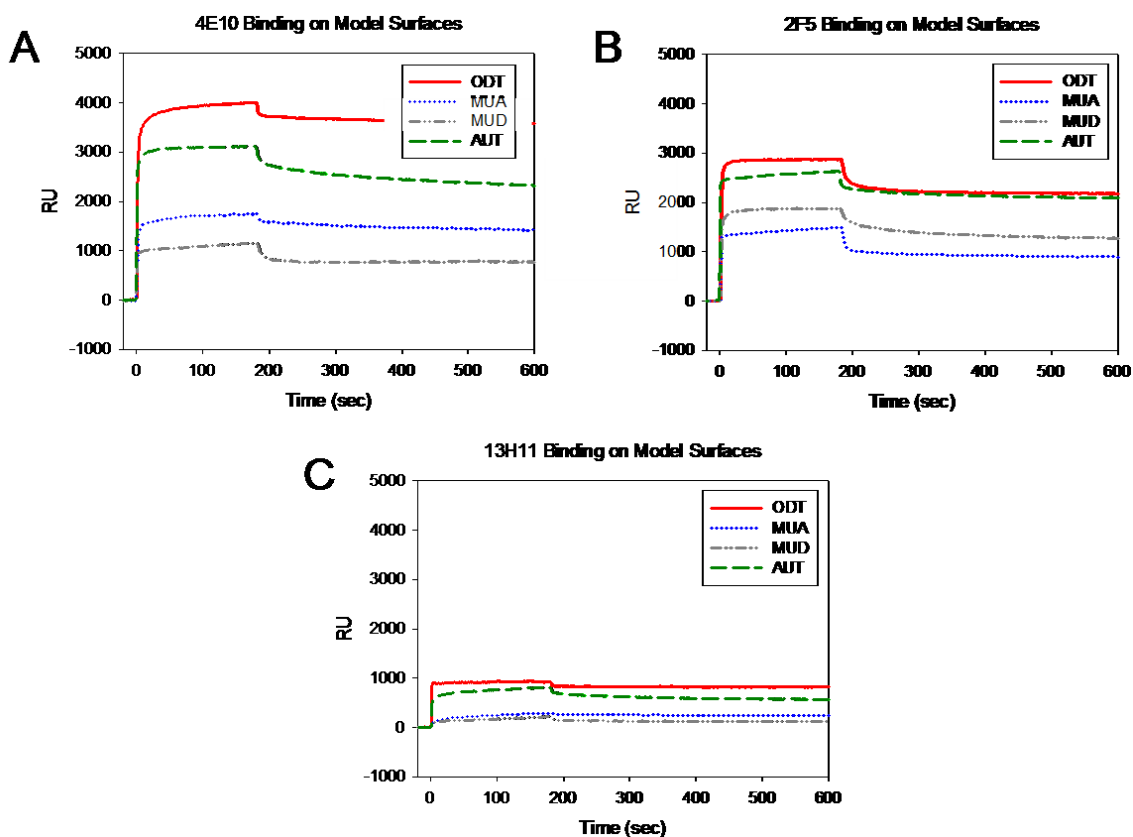 A
4E10 Binding on Model Surfaces
5000
4000
3000
2000
1000
0
-1000
RU
0 100 200 300 400 500 600
Time (sec)
ODT
MUA
MUD
AUT
B
2F5 Binding on Model Surfaces
5000
4000
3000
2000
1000
0
-1000
RU
0 100 200 300 400 500 600
Time (sec)
ODT
MUA
MUD
AUT
C
13H11 Binding on Model Surfaces
5000
4000
3000
2000
1000
0
-1000
RU
0 100 200 300 400 500 600
Time (sec)
ODT
MUA
MUD
AUT